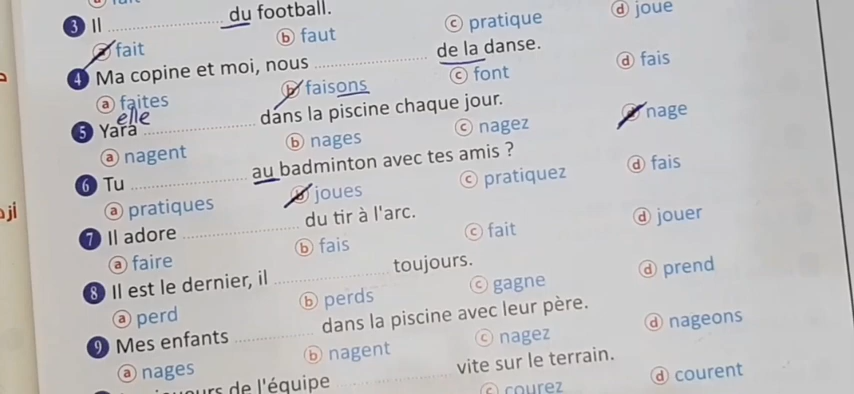 3 Il ............ du football.
a fait b faut c pratique d joue
4 Ma copine et moi, nous ............ de la danse.
a faites b faisons c font d fais
elle
5 Yara ............ dans la piscine chaque jour.
a nagent b nages c nagez d nage
6 Tu ............ au badminton avec tes amis ?
a pratiques b joues c pratiquez d fais
7 Il adore ............ du tir à l'arc.
a faire b fais c fait d jouer
8 Il est le dernier, il ............ toujours.
a perd b perds c gagne d prend
9 Mes enfants ............ dans la piscine avec leur père.
a nages b nagent c nagez d nageons
de l'équipe ............ vite sur le terrain.
c courez d courent